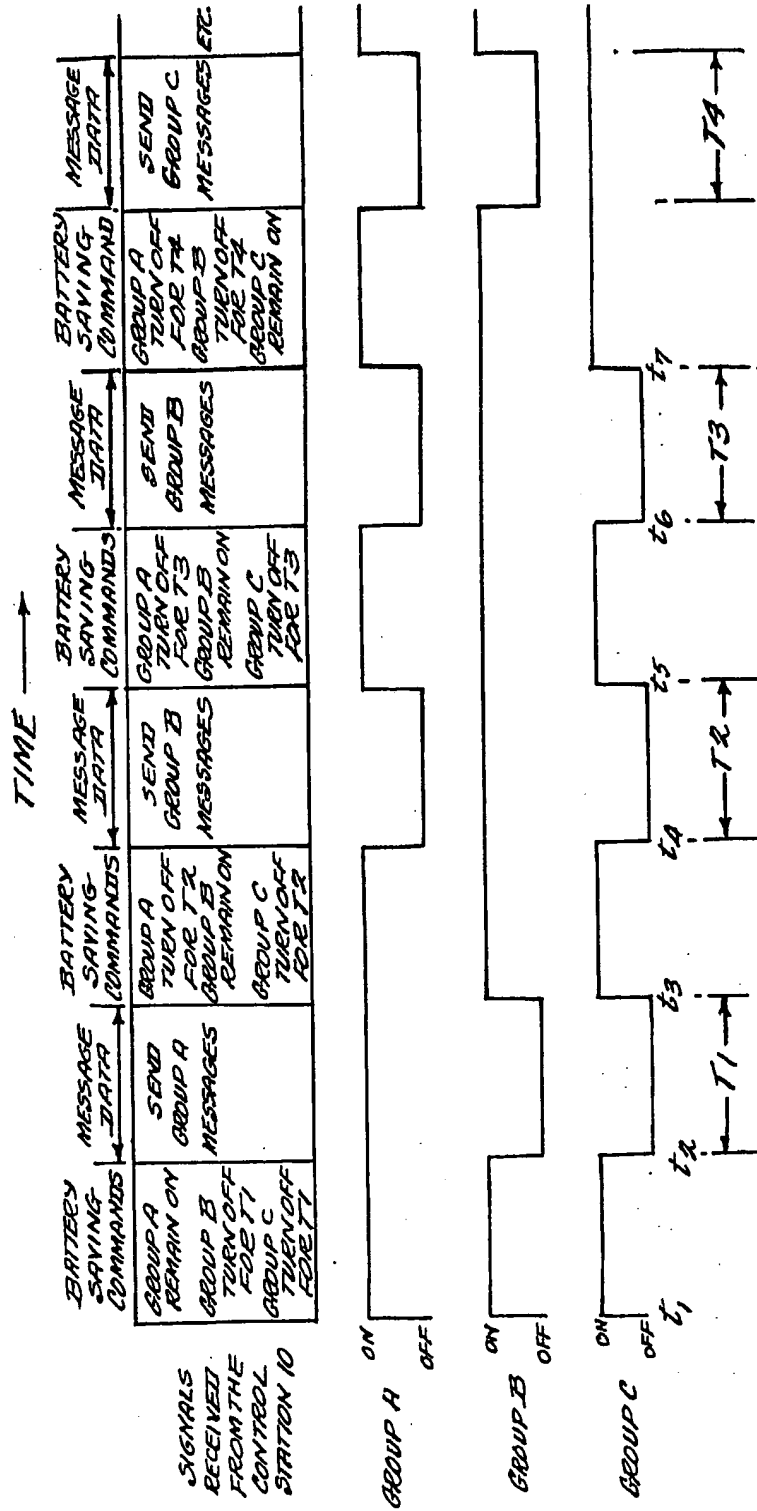 TIME
BATTERY
SAVING
COMMANDS
MESSAGE
DATA
BATTERY
SAVING
COMMANDS
MESSAGE
DATA
BATTERY
SAVING
COMMANDS
MESSAGE
DATA
BATTERY
SAVING
COMMAND
MESSAGE
DATA
SIGNALS
RECEIVED
FROM THE
CONTROL
STATION 10
GROUP A
REMAIN ON
GROUP B
TURN OFF
FOR T1
GROUP C
TURN OFF
FOR T1
SEND
GROUP A
MESSAGES
GROUP A
TURN OFF
FOR T2
GROUP B
REMAIN ON
GROUP C
TURN OFF
FOR T2
SEND
GROUP B
MESSAGES
GROUP A
TURN OFF
FOR T3
GROUP B
REMAIN ON
GROUP C
TURN OFF
FOR T3
SEND
GROUP B
MESSAGES
GROUP A
TURN OFF
FOR T4
GROUP B
TURN OFF
FOR T4
GROUP C
REMAIN ON
SEND
GROUP C
MESSAGES
ETC.
GROUP A
ON
OFF
GROUP B
ON
OFF
GROUP C
ON
OFF
t1 t2 t3 t4 t5 t6 t7
T1 T2 T3 T4